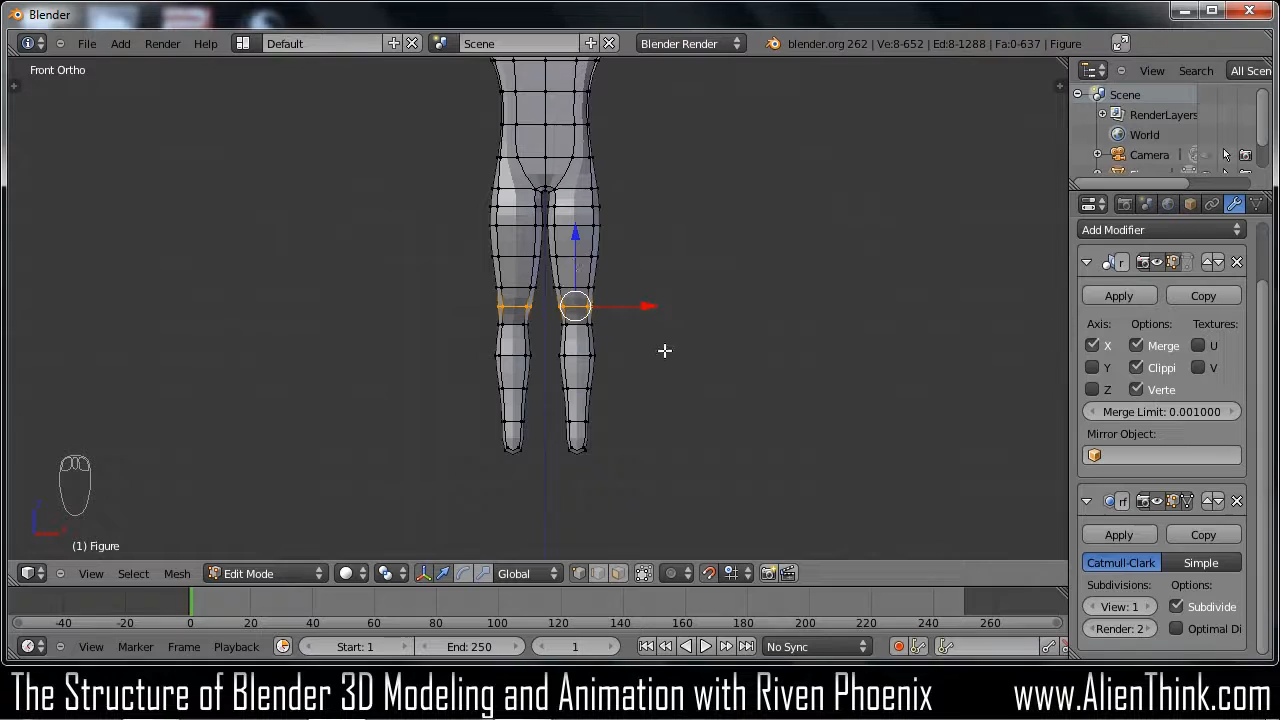 Blender
File Add Render Help Default Scene Blender Render blender.org 262 | Ve:8-652 | Ed:8-1288 | Fa:0-637 | Figure
Front Ortho
View Search All Scen
Scene
RenderLayers
World
Camera
Add Modifier
r
Apply Copy
Axis: Options: Textures:
X Merge U
Y Clippi V
Z Verte
Merge Limit: 0.001000
Mirror Object:
rf
Apply Copy
Catmull-Clark Simple
Subdivisions: Options:
View: 1 Subdivide
Render: 2 Optimal Di
(1) Figure
View Select Mesh Edit Mode Global
-40 -20 0 20 40 60 80 100 120 140 160 180 200 220 240 260
View Marker Frame Playback Start: 1 End: 250 1 No Sync
The Structure of Blender 3D Modeling and Animation with Riven Phoenix www.AlienThink.com